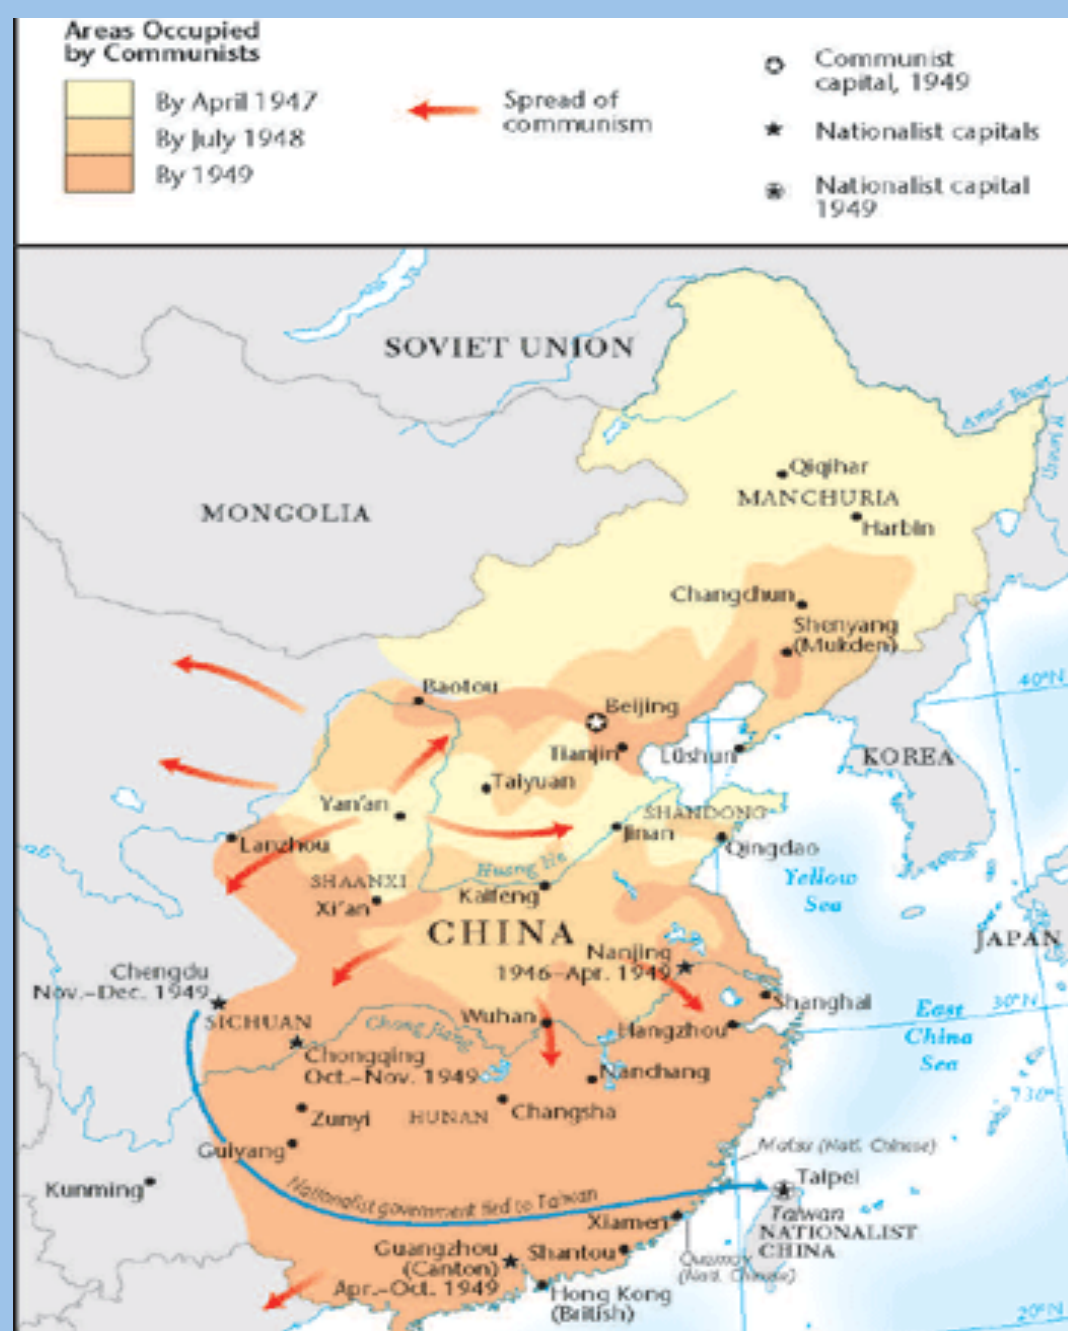 Areas Occupied
by Communists
By April 1947
By July 1948
By 1949
Spread of
communism
Communist
capital, 1949
Nationalist capitals
Nationalist capital
1949
SOVIET UNION
Amur River
MONGOLIA
Qiqihar
MANCHURIA
Harbin
Changchun
Shenyang
(Mukden)
40°N
Baotou
Beijing
Tianjin
Lüshun
KOREA
Taiyuan
Yan'an
SHANDONG
Jinan
Lanzhou
Qingdao
Huang He
Yellow
Sea
SHAANXI
Kaifeng
Xi'an
CHINA
JAPAN
Nanjing
1946–Apr. 1949
Chengdu
Nov.–Dec. 1949
Shanghai
30°N
East
China
Sea
SICHUAN
Chang Jiang
Wuhan
Hangzhou
Chongqing
Oct.–Nov. 1949
Nanchang
130°
Zunyi
HUNAN
Changsha
Guiyang
Matsu (Natl. Chinese)
Kunming
Taipei
Nationalist government fled to Taiwan
Taiwan
NATIONALIST
CHINA
Xiamen
Guangzhou
(Canton)
Apr.–Oct. 1949
Shantou
Quemoy
(Natl. Chinese)
Hong Kong
(British)
20°N